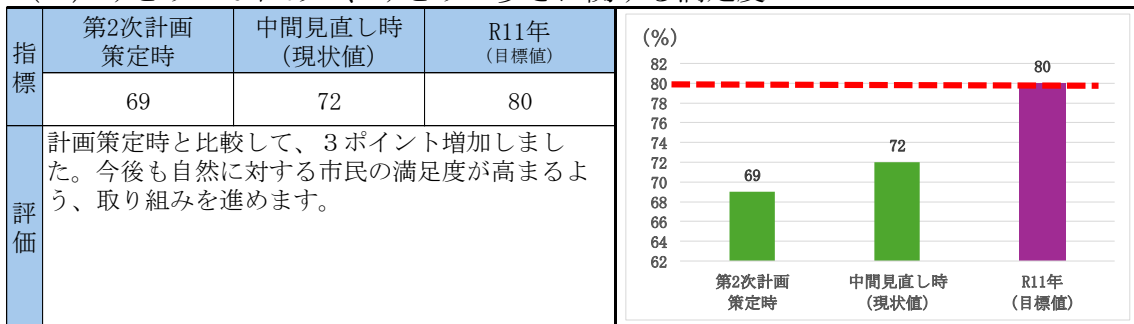 指標
第2次計画
策定時
中間見直し時
(現状値)
R11年
(目標値)
69
72
80
評価
計画策定時と比較して、3ポイント増加しまし
た。今後も自然に対する市民の満足度が高まるよ
う、取り組みを進めます。
(%)
82
80
78
76
74
72
70
68
66
64
62
69
72
80
第2次計画
策定時
中間見直し時
(現状値)
R11年
(目標値)